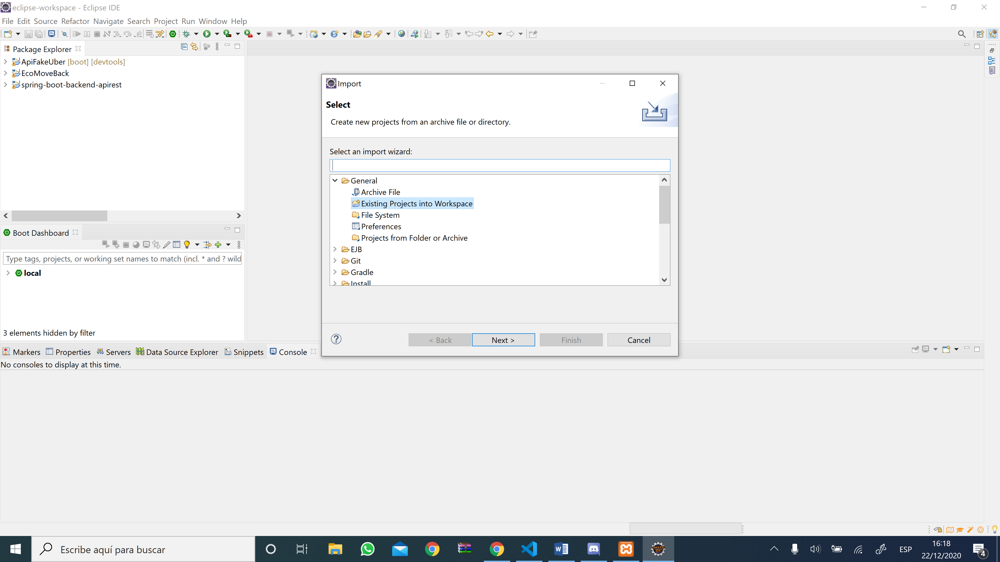 eclipse-workspace - Eclipse IDE
File Edit Source Refactor Navigate Search Project Run Window Help
Package Explorer
ApiFakeUber [boot] [devtools]
EcoMoveBack
spring-boot-backend-apirest
Import
Select
Create new projects from an archive file or directory.
Select an import wizard:
General
Archive File
Existing Projects into Workspace
File System
Preferences
Projects from Folder or Archive
EJB
Git
Gradle
Install
< Back
Next >
Finish
Cancel
Boot Dashboard
Type tags, projects, or working set names to match (incl. * and ? wild
local
3 elements hidden by filter
Markers Properties Servers Data Source Explorer Snippets Console
No consoles to display at this time.
Escribe aquí para buscar
Java EE
IDE
ESP
16:18
22/12/2020
4